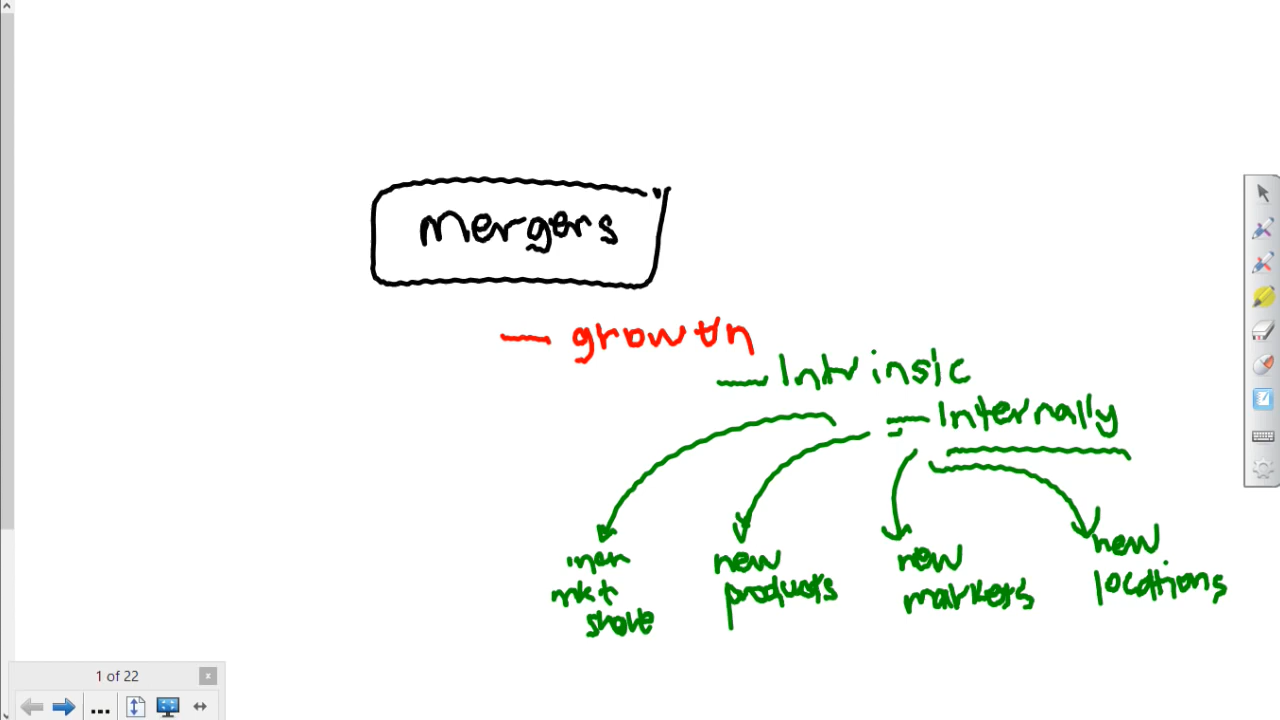 mergers
— growth
— Intrinsic
= Internally
incr
mkt
share
new
products
new
markets
new
locations
1 of 22